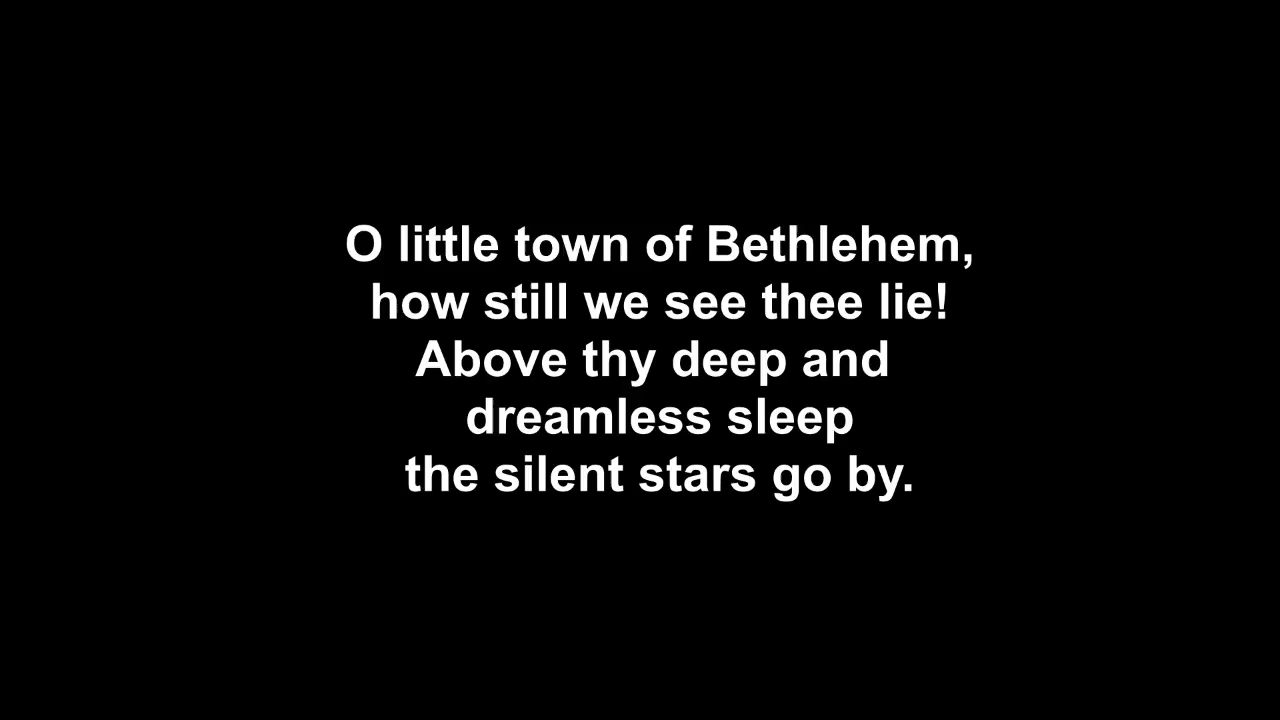 O little town of Bethlehem,
how still we see thee lie!
Above thy deep and
dreamless sleep
the silent stars go by.